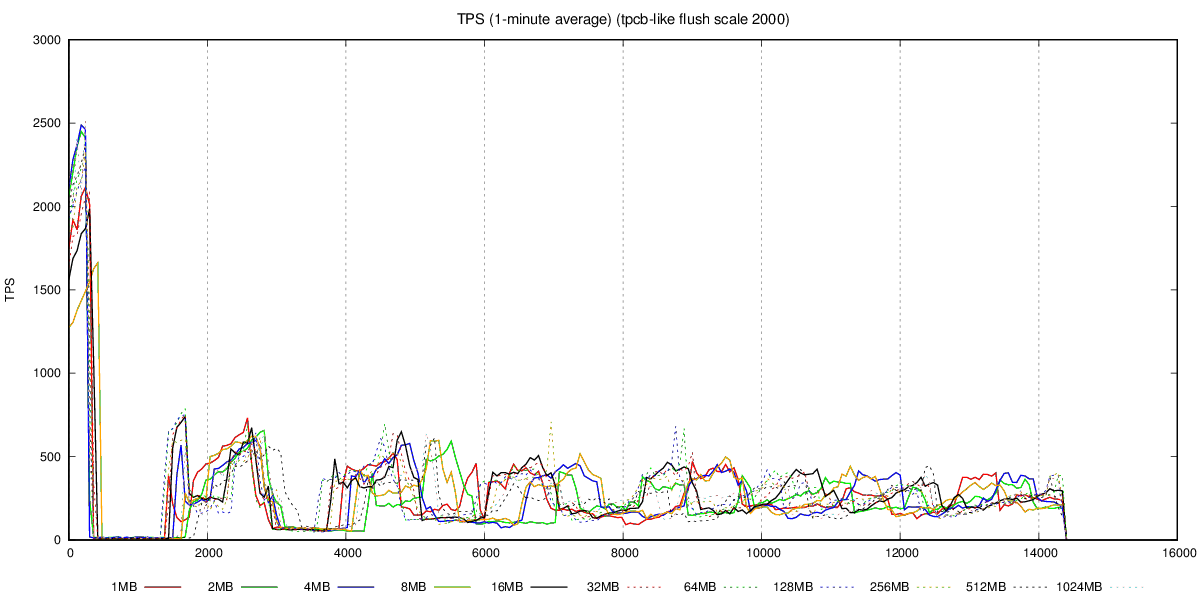 TPS (1-minute average) (tpcb-like flush scale 2000)
3000
2500
2000
1500
1000
500
0
TPS
0 2000 4000 6000 8000 10000 12000 14000 16000
1MB 2MB 4MB 8MB 16MB 32MB 64MB 128MB 256MB 512MB 1024MB